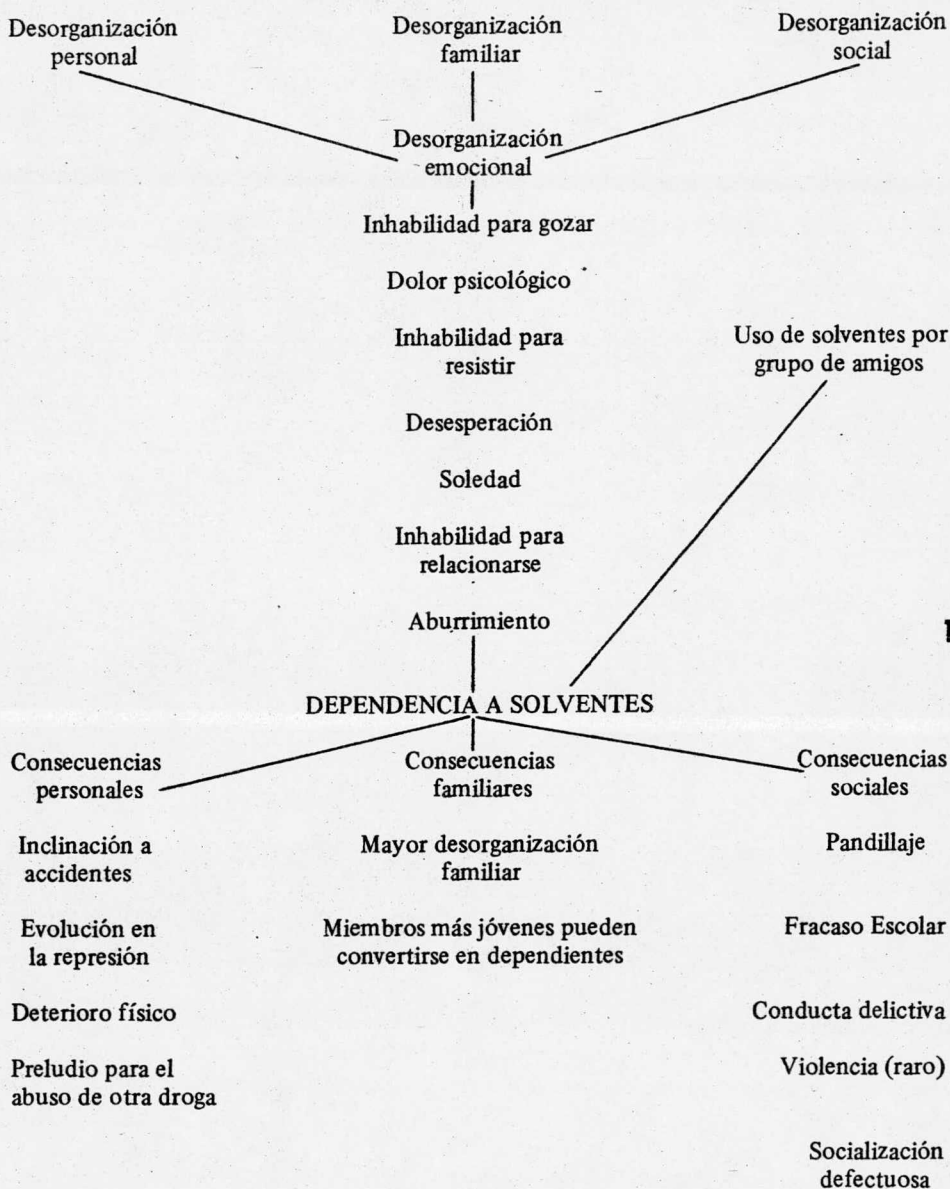 Desorganización
personal
Desorganización
familiar
Desorganización
social
Desorganización
emocional
Inhabilidad para gozar
Dolor psicológico
Inhabilidad para
resistir
Uso de solventes por
grupo de amigos
Desesperación
Soledad
Inhabilidad para
relacionarse
Aburrimiento
DEPENDENCIA A SOLVENTES
Consecuencias
personales
Consecuencias
familiares
Consecuencias
sociales
Inclinación a
accidentes
Mayor desorganización
familiar
Pandillaje
Evolución en
la represión
Miembros más jóvenes pueden
convertirse en dependientes
Fracaso Escolar
Deterioro físico
Conducta delictiva
Preludio para el
abuso de otra droga
Violencia (raro)
Socialización
defectuosa